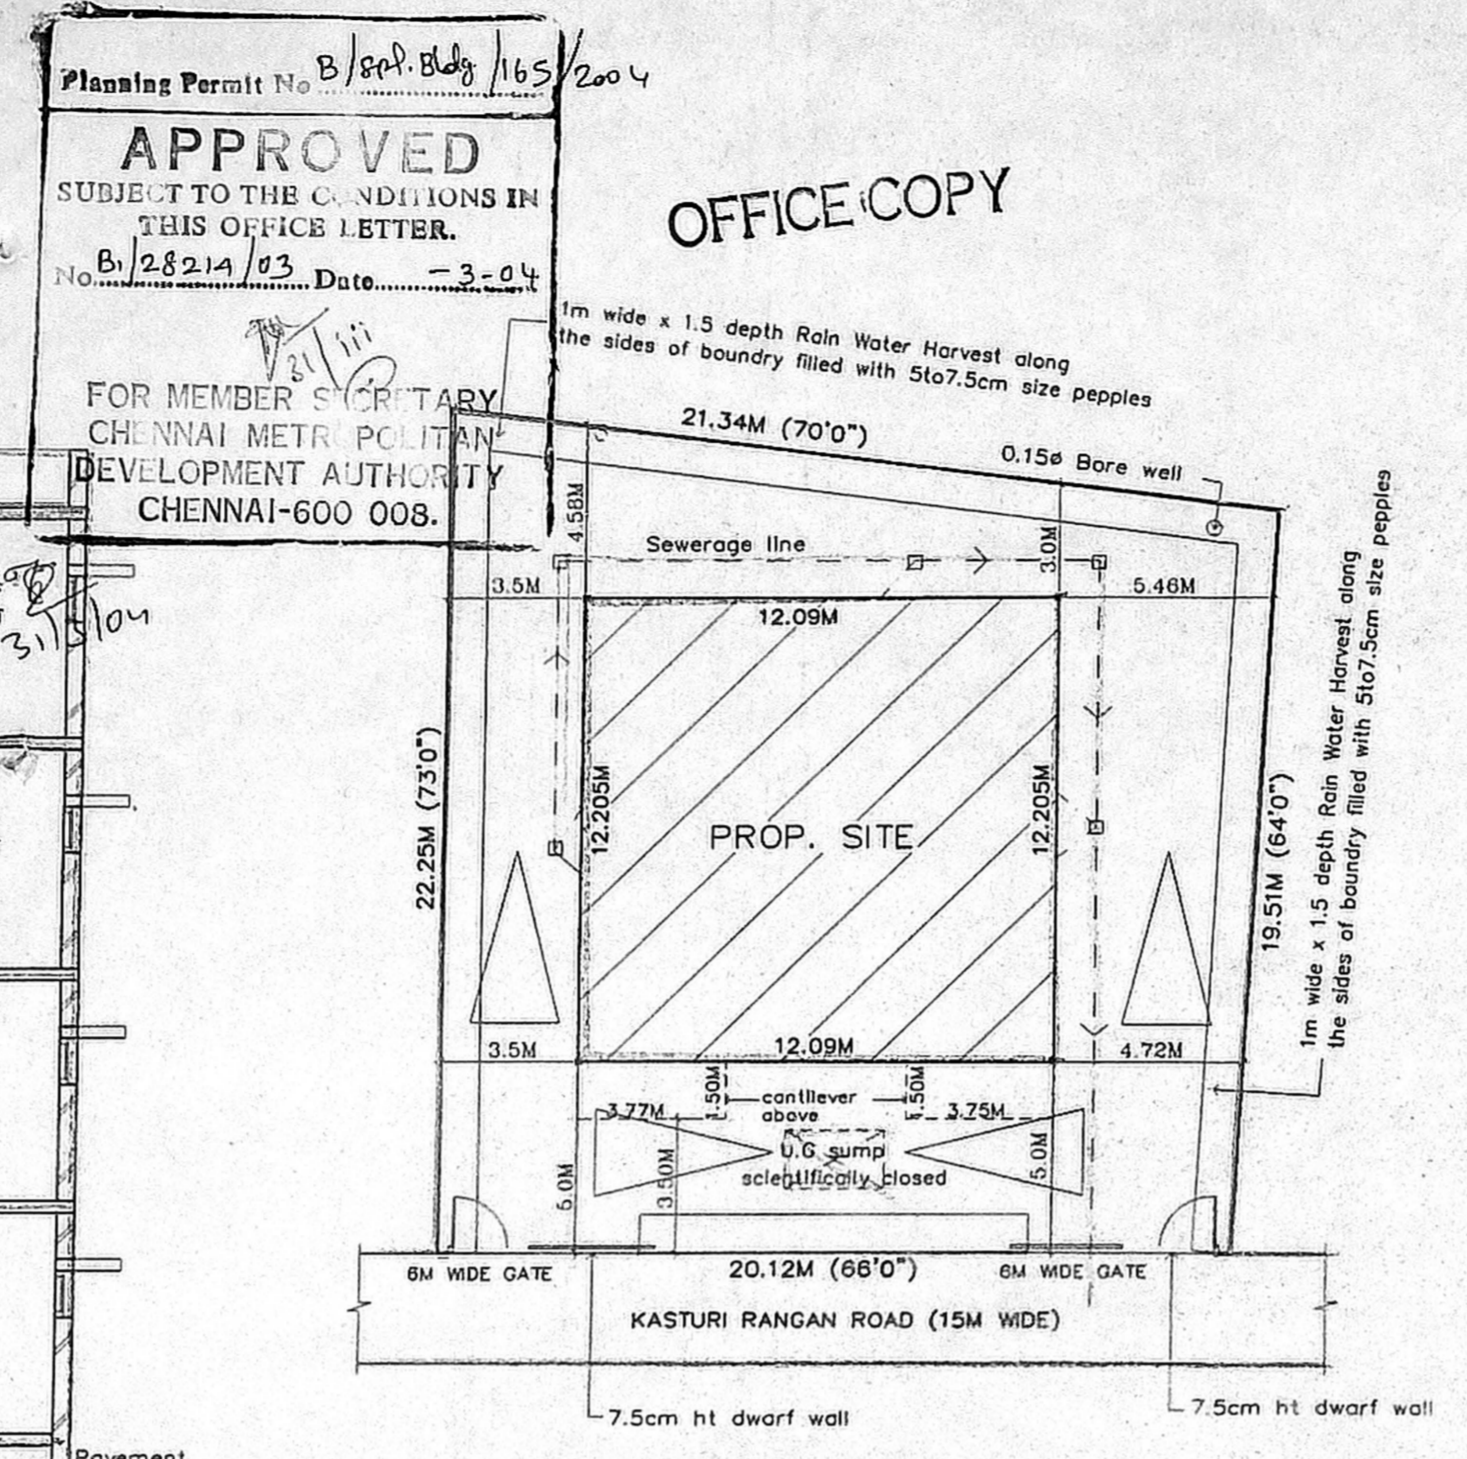 Planning Permit No B/Spl. Bldg/165/2004
APPROVED
SUBJECT TO THE CONDITIONS IN
THIS OFFICE LETTER.
No. B1/28214/03 Date -3-04
31/iii
FOR MEMBER SECRETARY
CHENNAI METROPOLITAN
DEVELOPMENT AUTHORITY
CHENNAI-600 008.
OFFICE COPY
1m wide x 1.5 depth Rain Water Harvest along
the sides of boundry filled with 5to7.5cm size pepples
21.34M (70'0")
0.15ø Bore well
4.58M
Sewerage line
3.0M
3.5M
5.46M
12.09M
22.25M (73'0")
12.205M
PROP. SITE
12.205M
19.51M (64'0")
1m wide x 1.5 depth Rain Water Harvest along
the sides of boundry filled with 5to7.5cm size pepples
3.5M
12.09M
4.72M
1.50M
cantilever
above
1.50M
3.77M
3.75M
U.G sump
scientifically closed
5.0M
3.50M
5.0M
6M WIDE GATE
20.12M (66'0")
6M WIDE GATE
KASTURI RANGAN ROAD (15M WIDE)
7.5cm ht dwarf wall
7.5cm ht dwarf wall
Pavement